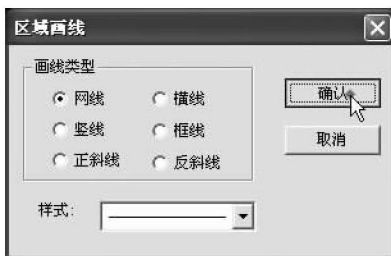 区域画线
画线类型
网线 横线
竖线 框线
正斜线 反斜线
确认
取消
样式: